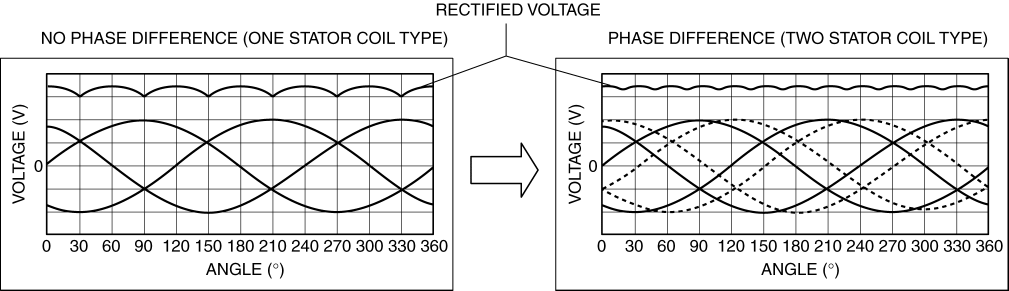 RECTIFIED VOLTAGE
NO PHASE DIFFERENCE (ONE STATOR COIL TYPE)
VOLTAGE (V)
0
0 30 60 90 120 150 180 210 240 270 300 330 360
ANGLE (°)
PHASE DIFFERENCE (TWO STATOR COIL TYPE)
VOLTAGE (V)
0
0 30 60 90 120 150 180 210 240 270 300 330 360
ANGLE (°)